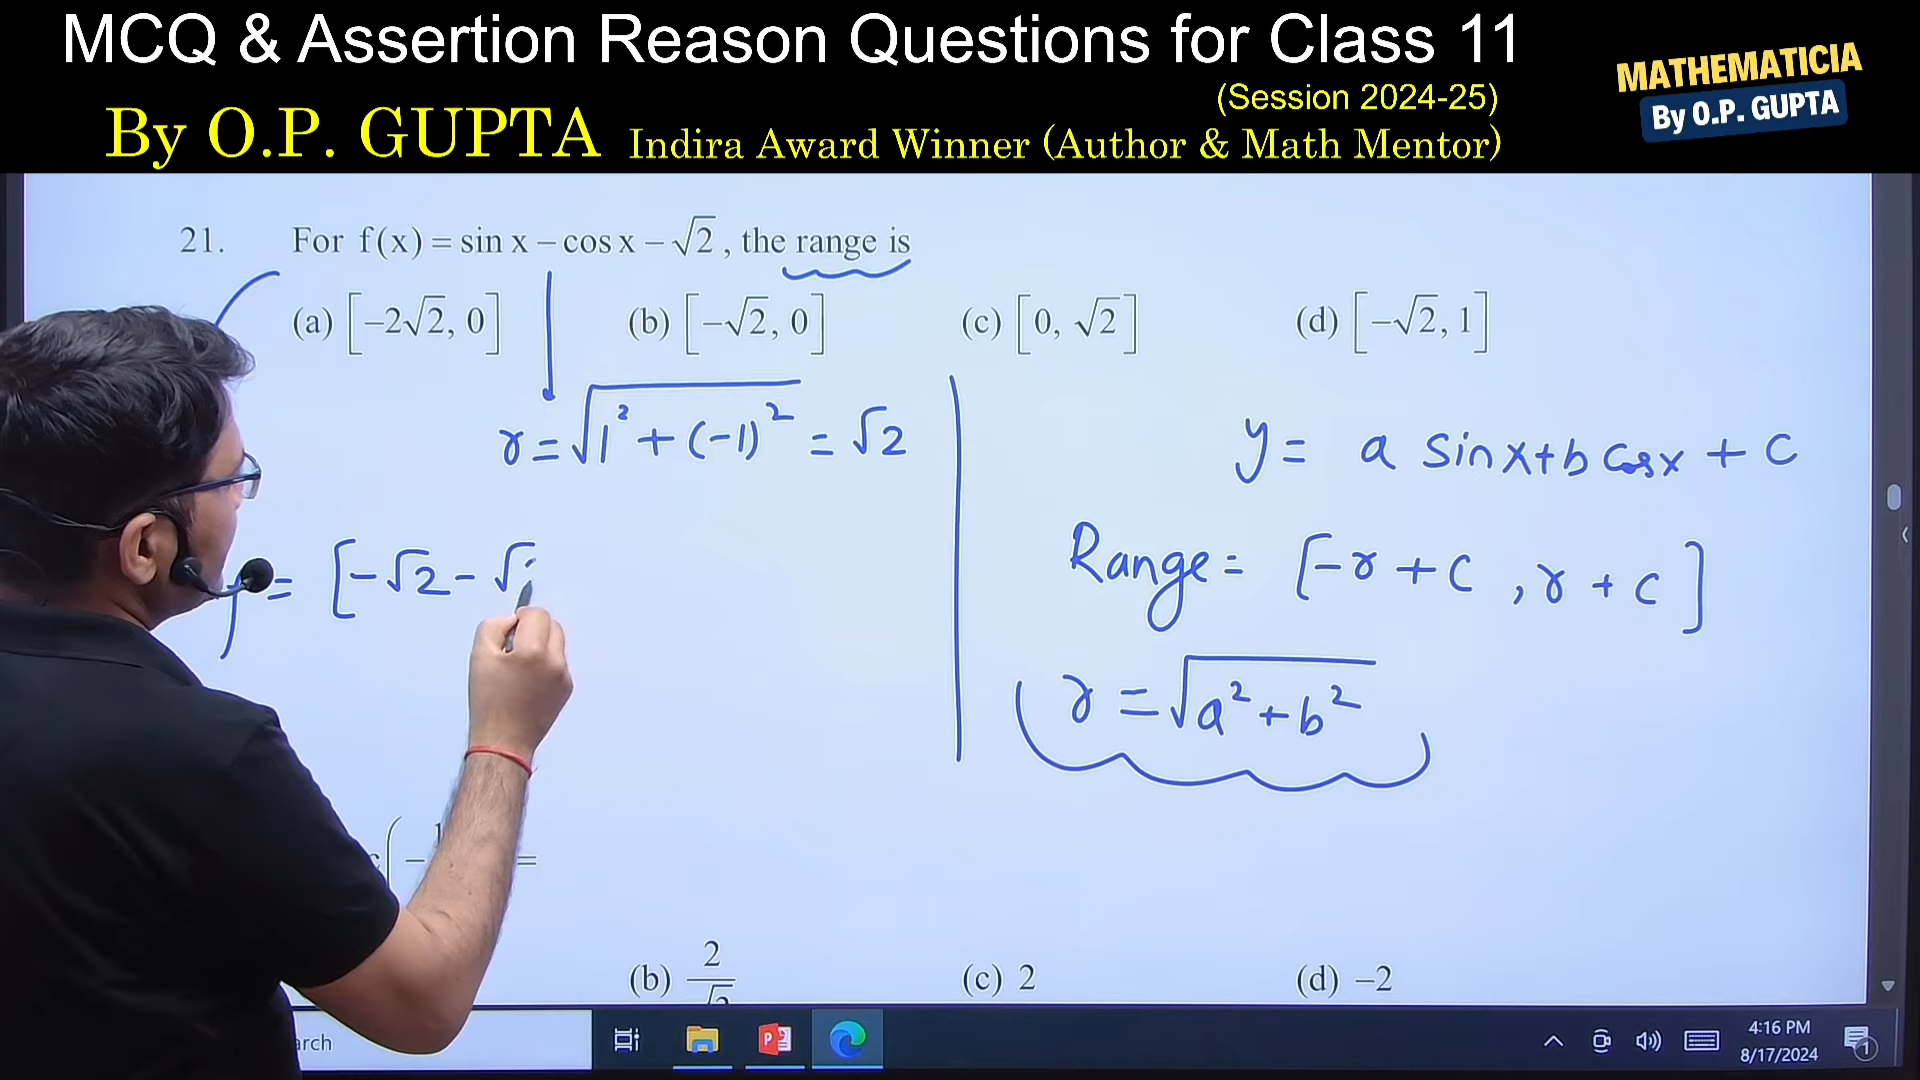 MCQ & Assertion Reason Questions for Class 11
(Session 2024-25)
By O.P. GUPTA Indira Award Winner (Author & Math Mentor)
MATHEMATICIA
By O.P. GUPTA
21. For f(x) = sin x − cos x − √2, the range is
(a) [−2√2, 0] (b) [−√2, 0] (c) [0, √2] (d) [−√2, 1]
r = √(1² + (−1)²) = √2
y = a sinx + b cosx + c
= [−√2 − √
Range = [−r + c, r + c]
r = √(a² + b²)
=
(b) 2/√ (c) 2 (d) −2
arch
4:16 PM
8/17/2024
1